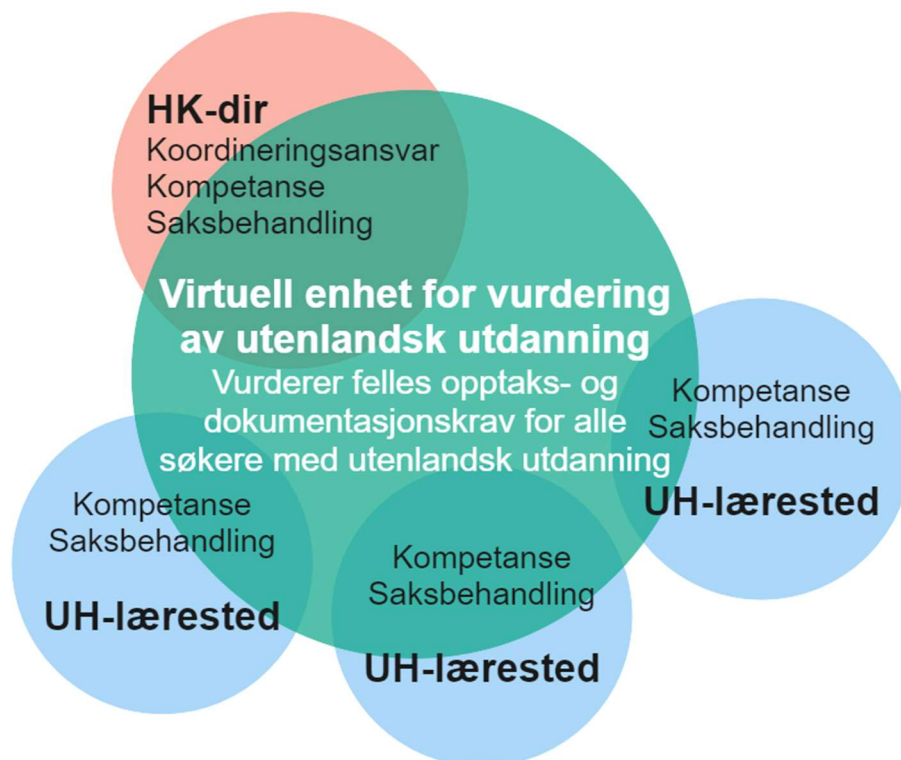 HK-dir
Koordineringsansvar
Kompetanse
Saksbehandling
Virtuell enhet for vurdering
av utenlandsk utdanning
Vurderer felles opptaks- og
dokumentasjonskrav for alle
søkere med utenlandsk utdanning
Kompetanse
Saksbehandling
UH-lærested
Kompetanse
Saksbehandling
UH-lærested
Kompetanse
Saksbehandling
UH-lærested